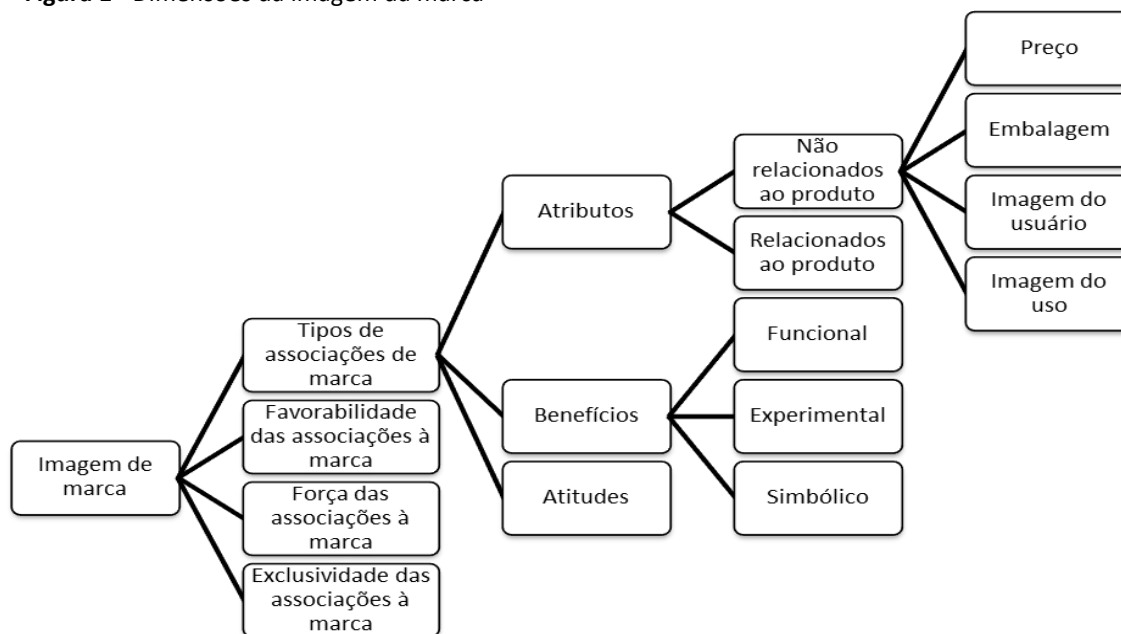 Figura 1 - Dimensões da imagem da marca
Preço
Embalagem
Imagem do
usuário
Imagem do
uso
Não
relacionados
ao produto
Relacionados
ao produto
Atributos
Funcional
Experimental
Simbólico
Benefícios
Atitudes
Tipos de
associações de
marca
Favorabilidade
das associações à
marca
Força das
associações à
marca
Exclusividade das
associações à
marca
Imagem de
marca